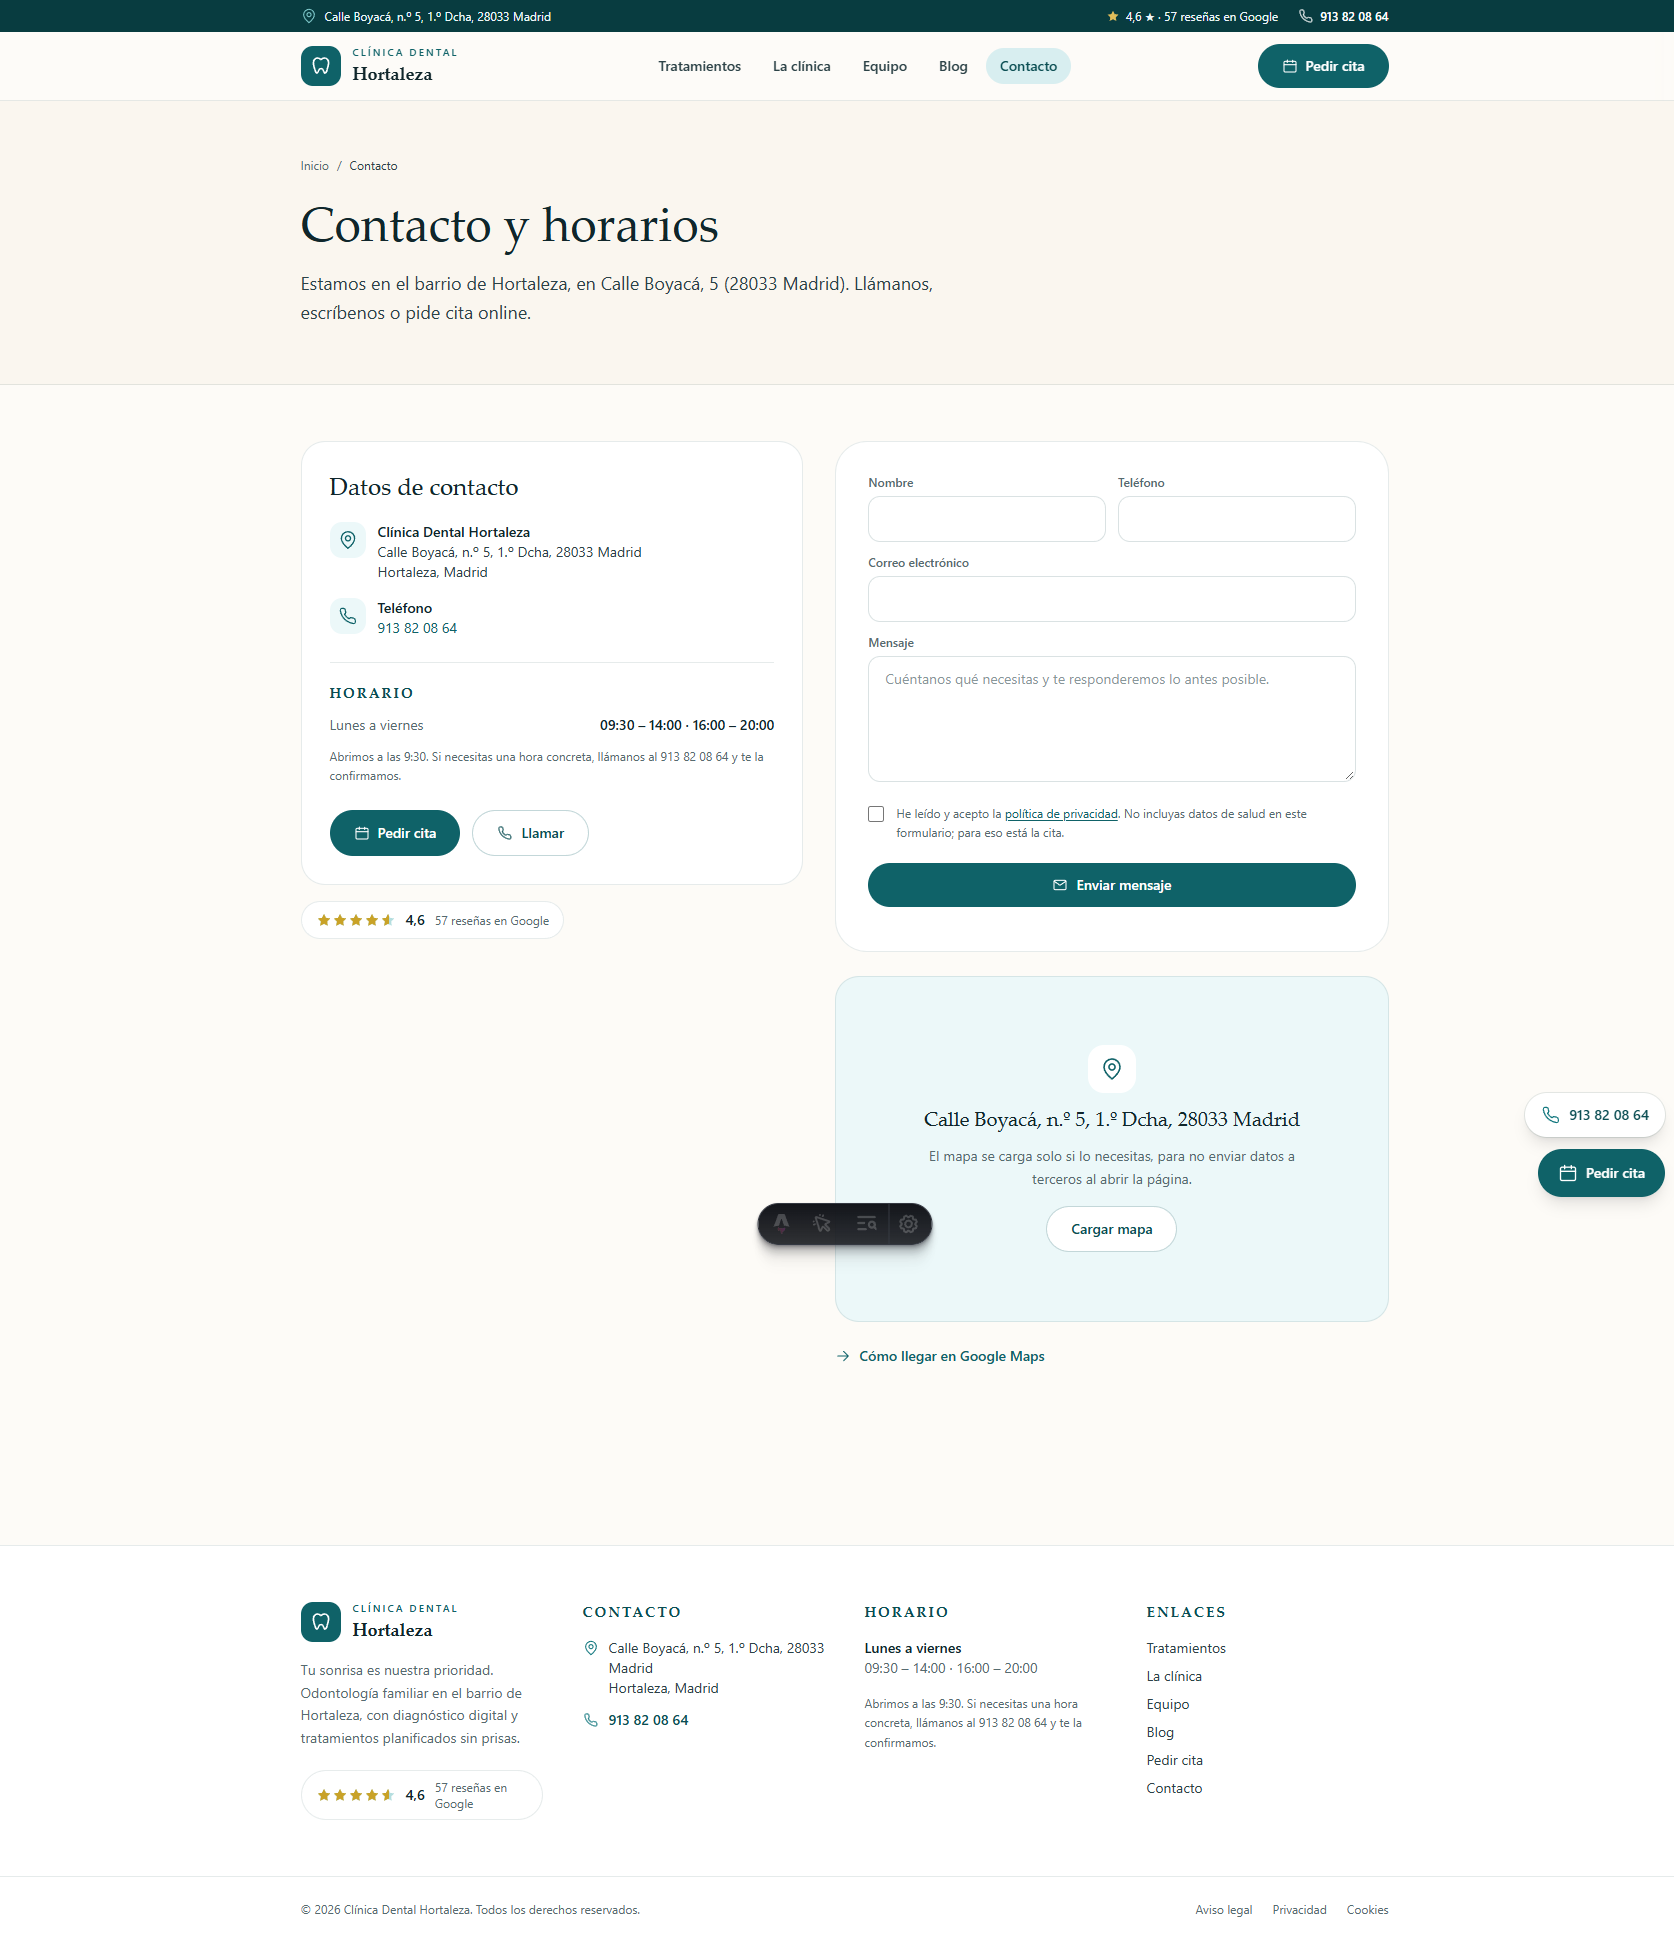 Calle Boyacá, n.º 5, 1.º Dcha, 28033 Madrid
4,6 ★ · 57 reseñas en Google
913 82 08 64
CLÍNICA DENTAL
Hortaleza
Tratamientos
La clínica
Equipo
Blog
Contacto
Pedir cita
Inicio / Contacto
Contacto y horarios
Estamos en el barrio de Hortaleza, en Calle Boyacá, 5 (28033 Madrid). Llámanos,
escríbenos o pide cita online.
Datos de contacto
Clínica Dental Hortaleza
Calle Boyacá, n.º 5, 1.º Dcha, 28033 Madrid
Hortaleza, Madrid
Teléfono
913 82 08 64
HORARIO
Lunes a viernes
09:30 – 14:00 · 16:00 – 20:00
Abrimos a las 9:30. Si necesitas una hora concreta, llámanos al 913 82 08 64 y te la
confirmamos.
Pedir cita
Llamar
4,6 57 reseñas en Google
Nombre
Teléfono
Correo electrónico
Mensaje
Cuéntanos qué necesitas y te responderemos lo antes posible.
He leído y acepto la política de privacidad. No incluyas datos de salud en este
formulario; para eso está la cita.
Enviar mensaje
Calle Boyacá, n.º 5, 1.º Dcha, 28033 Madrid
El mapa se carga solo si lo necesitas, para no enviar datos a
terceros al abrir la página.
Cargar mapa
Cómo llegar en Google Maps
913 82 08 64
Pedir cita
CLÍNICA DENTAL
Hortaleza
Tu sonrisa es nuestra prioridad.
Odontología familiar en el barrio de
Hortaleza, con diagnóstico digital y
tratamientos planificados sin prisas.
4,6 57 reseñas en
Google
CONTACTO
Calle Boyacá, n.º 5, 1.º Dcha, 28033
Madrid
Hortaleza, Madrid
913 82 08 64
HORARIO
Lunes a viernes
09:30 – 14:00 · 16:00 – 20:00
Abrimos a las 9:30. Si necesitas una hora
concreta, llámanos al 913 82 08 64 y te la
confirmamos.
ENLACES
Tratamientos
La clínica
Equipo
Blog
Pedir cita
Contacto
© 2026 Clínica Dental Hortaleza. Todos los derechos reservados.
Aviso legal
Privacidad
Cookies